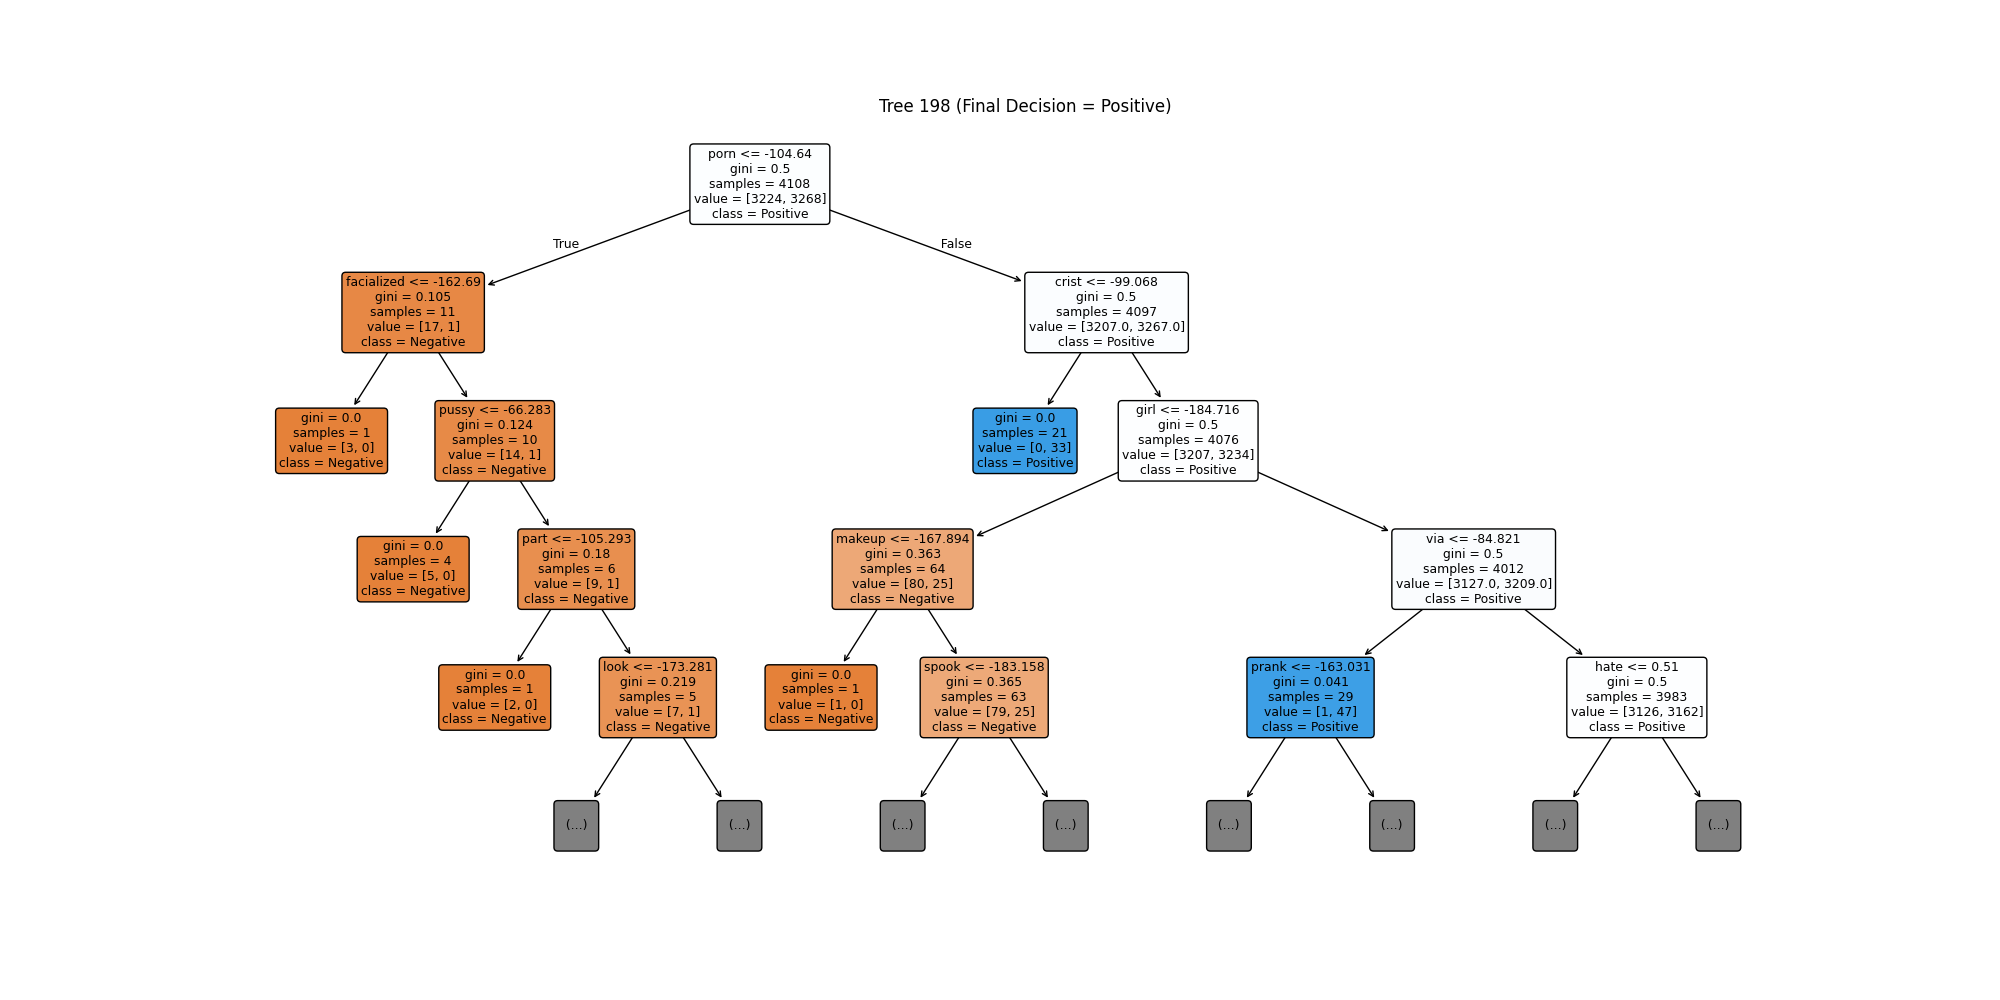 Tree 198 (Final Decision = Positive)
porn <= -104.64
gini = 0.5
samples = 4108
value = [3224, 3268]
class = Positive
True
False
facialized <= -162.69
gini = 0.105
samples = 11
value = [17, 1]
class = Negative
crist <= -99.068
gini = 0.5
samples = 4097
value = [3207.0, 3267.0]
class = Positive
gini = 0.0
samples = 1
value = [3, 0]
class = Negative
pussy <= -66.283
gini = 0.124
samples = 10
value = [14, 1]
class = Negative
gini = 0.0
samples = 21
value = [0, 33]
class = Positive
girl <= -184.716
gini = 0.5
samples = 4076
value = [3207, 3234]
class = Positive
gini = 0.0
samples = 4
value = [5, 0]
class = Negative
part <= -105.293
gini = 0.18
samples = 6
value = [9, 1]
class = Negative
makeup <= -167.894
gini = 0.363
samples = 64
value = [80, 25]
class = Negative
via <= -84.821
gini = 0.5
samples = 4012
value = [3127.0, 3209.0]
class = Positive
gini = 0.0
samples = 1
value = [2, 0]
class = Negative
look <= -173.281
gini = 0.219
samples = 5
value = [7, 1]
class = Negative
gini = 0.0
samples = 1
value = [1, 0]
class = Negative
spook <= -183.158
gini = 0.365
samples = 63
value = [79, 25]
class = Negative
prank <= -163.031
gini = 0.041
samples = 29
value = [1, 47]
class = Positive
hate <= 0.51
gini = 0.5
samples = 3983
value = [3126, 3162]
class = Positive
(...)
(...)
(...)
(...)
(...)
(...)
(...)
(...)